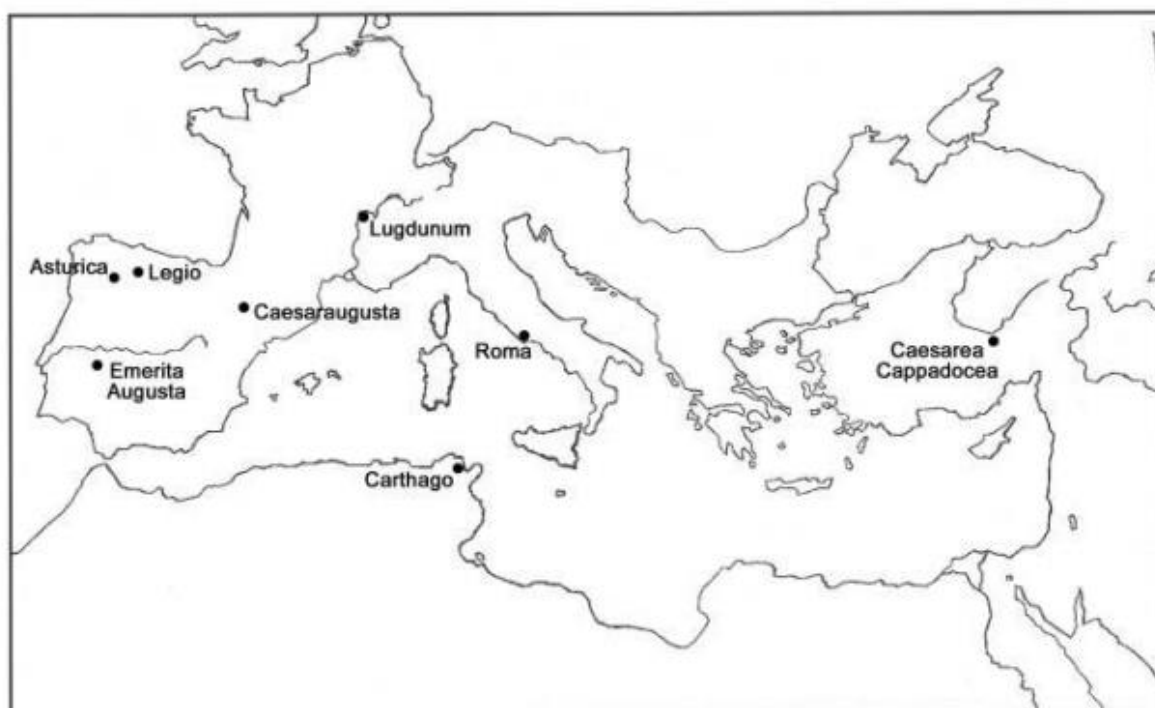 Lugdunum
Asturica
Legio
Caesaraugusta
Roma
Caesarea
Cappadocea
Emerita
Augusta
Carthago